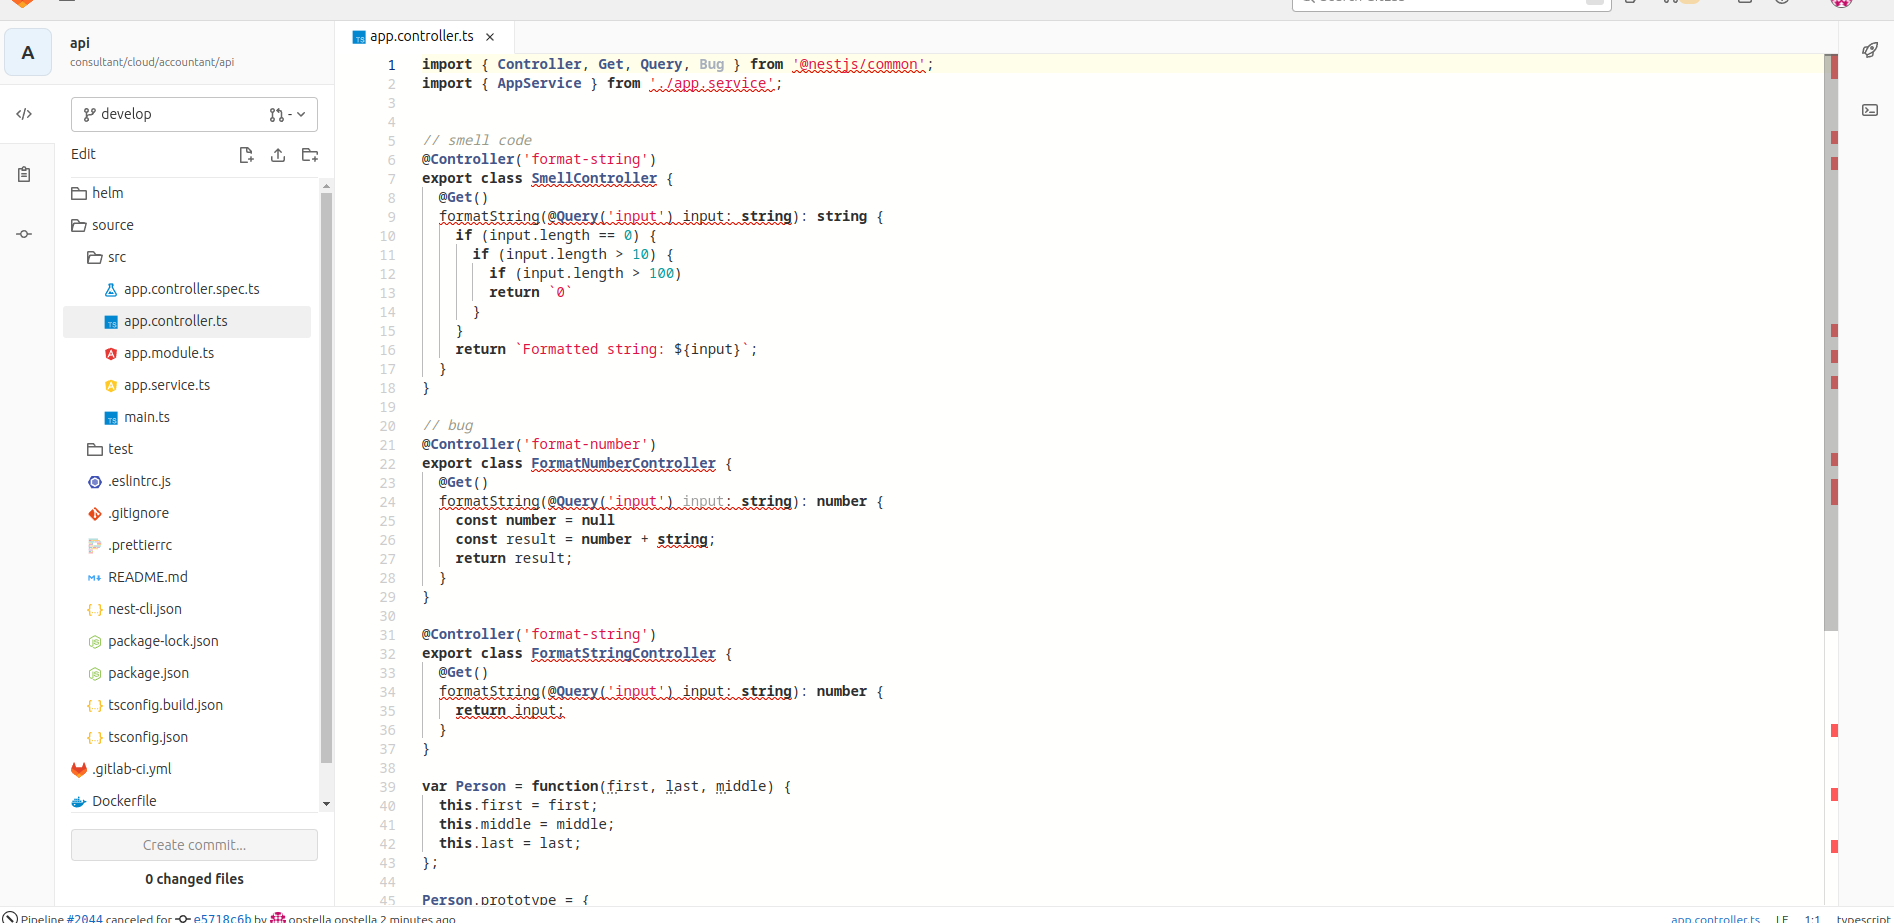 A
api
consultant/cloud/accountant/api
develop
-
Edit
helm
source
src
app.controller.spec.ts
app.controller.ts
app.module.ts
app.service.ts
main.ts
test
.eslintrc.js
.gitignore
.prettierrc
README.md
nest-cli.json
package-lock.json
package.json
tsconfig.build.json
tsconfig.json
.gitlab-ci.yml
Dockerfile
Create commit...
0 changed files
app.controller.ts
1 import { Controller, Get, Query, Bug } from '@nestjs/common';
2 import { AppService } from './app.service';
3
4
5 // smell code
6 @Controller('format-string')
7 export class SmellController {
8 @Get()
9 formatString(@Query('input') input: string): string {
10 if (input.length == 0) {
11 if (input.length > 10) {
12 if (input.length > 100)
13 return `0`
14 }
15 }
16 return `Formatted string: ${input}`;
17 }
18 }
19
20 // bug
21 @Controller('format-number')
22 export class FormatNumberController {
23 @Get()
24 formatString(@Query('input') input: string): number {
25 const number = null
26 const result = number + string;
27 return result;
28 }
29 }
30
31 @Controller('format-string')
32 export class FormatStringController {
33 @Get()
34 formatString(@Query('input') input: string): number {
35 return input;
36 }
37 }
38
39 var Person = function(first, last, middle) {
40 this.first = first;
41 this.middle = middle;
42 this.last = last;
43 };
44
45 Person.prototype = {
Pipeline #2044 canceled for e5718c6b by opstella opstella 2 minutes ago
app.controller.ts LF 1:1 typescript